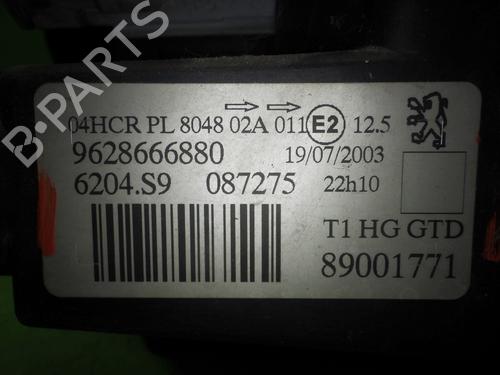 04HCR PL 8048 02A 011 E2 12.5
9628666880 19/07/2003
6204.S9 087275 22h10
T1 HG GTD
89001771
B-PARTS